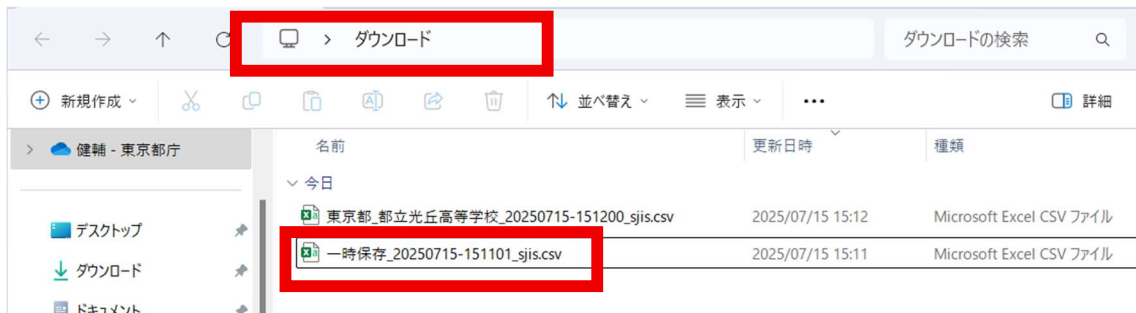 ダウンロード
ダウンロードの検索
新規作成
並べ替え
表示
詳細
健輔 - 東京都庁
名前
更新日時
種類
今日
東京都_都立光丘高等学校_20250715-151200_sjis.csv
2025/07/15 15:12
Microsoft Excel CSV ファイル
デスクトップ
一時保存_20250715-151101_sjis.csv
2025/07/15 15:11
Microsoft Excel CSV ファイル
ダウンロード
ドキュメント